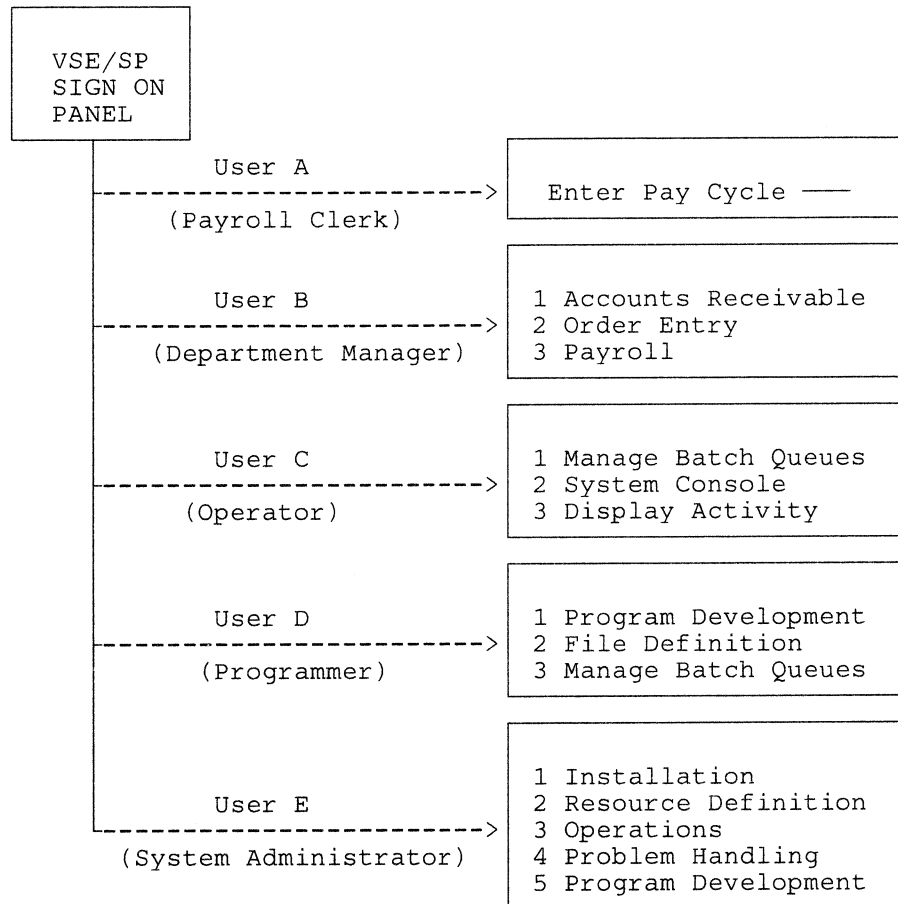 VSE/SP
SIGN ON
PANEL
User A
(Payroll Clerk)
Enter Pay Cycle ——
User B
(Department Manager)
1 Accounts Receivable
2 Order Entry
3 Payroll
User C
(Operator)
1 Manage Batch Queues
2 System Console
3 Display Activity
User D
(Programmer)
1 Program Development
2 File Definition
3 Manage Batch Queues
User E
(System Administrator)
1 Installation
2 Resource Definition
3 Operations
4 Problem Handling
5 Program Development